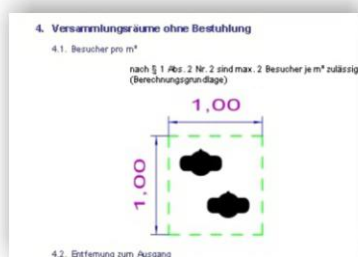 4. Versammlungsräume ohne Bestuhlung
4.1. Besucher pro m²
nach § 1 Abs. 2 Nr. 2 sind max. 2 Besucher je m² zulässig
(Berechnungsgrundlage)
1,00
1,00
4.2. Entfernung zum Ausgang